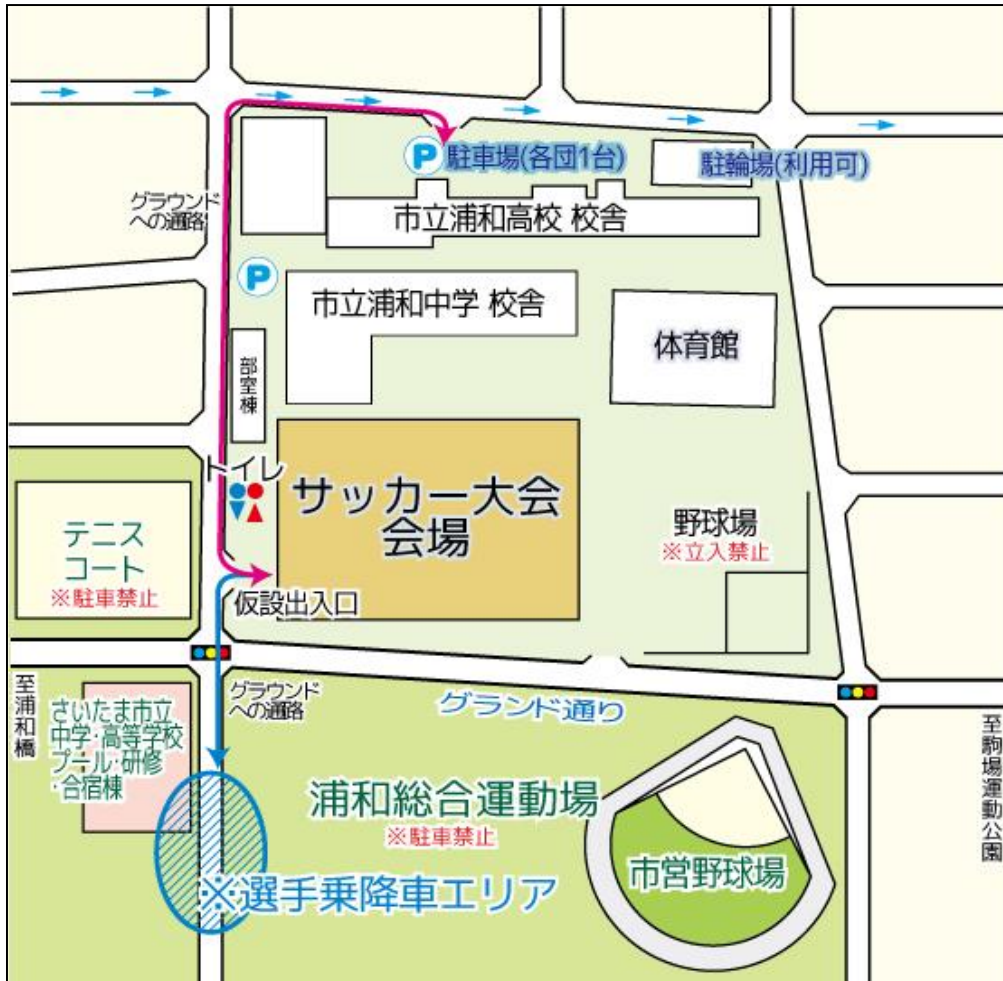 P 駐車場(各団1台)
駐輪場(利用可)
グラウンド
への通路
市立浦和高校 校舎
P
市立浦和中学 校舎
体育館
部室棟
トイレ
サッカー大会
会場
野球場
※立入禁止
テニス
コート
※駐車禁止
仮設出入口
至浦和橋
さいたま市立
中学・高等学校
プール・研修
・合宿棟
グラウンド
への通路
グランド通り
至駒場運動公園
浦和総合運動場
※駐車禁止
市営野球場
※選手乗降車エリア